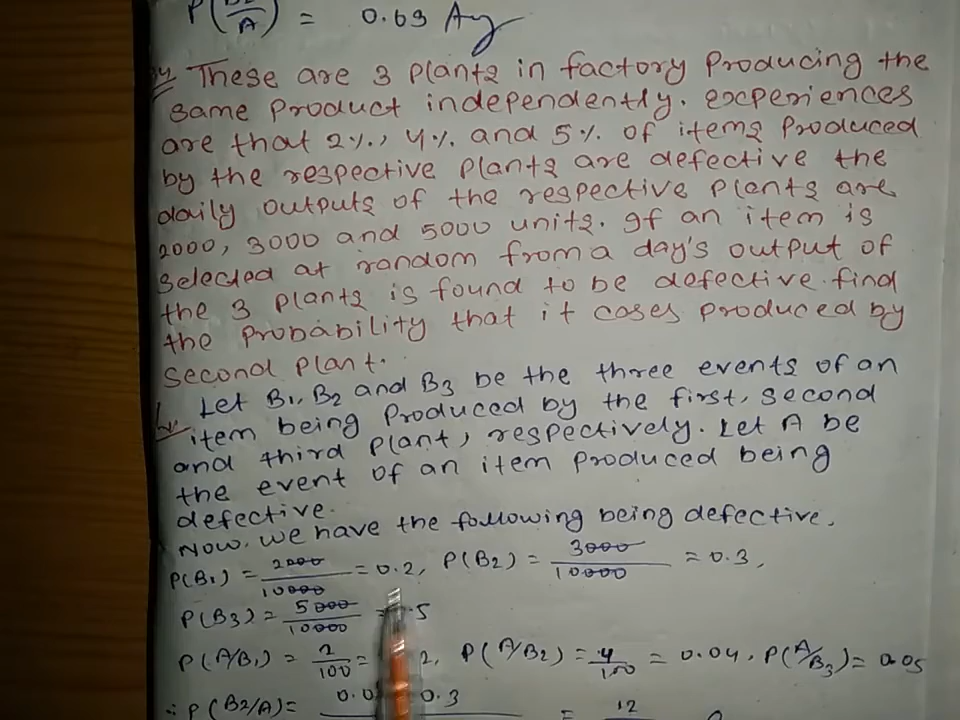 P(B2/A) = 0.63 Ay
These are 3 plants in factory producing the
same product independently. experiences
are that 2%, 4% and 5% of items produced
by the respective plants are defective the
daily outputs of the respective plants are
2000, 3000 and 5000 units. If an item is
selected at random from a day's output of
the 3 plants is found to be defective. find
the probability that it coses produced by
second plant.
Let B1, B2 and B3 be the three events of an
item being produced by the first, second
and third plant, respectively. Let A be
the event of an item produced being
defective.
Now, we have the following being defective.
P(B1) = 2000/10000 = 0.2, P(B2) = 3000/10000 = 0.3,
P(B3) = 5000/10000 = .5
P(A/B1) = 2/100 = 2, P(A/B2) = 4/100 = 0.04, P(A/B3) = 0.05
∴ P(B2/A) = 0.0 0.3 = 12